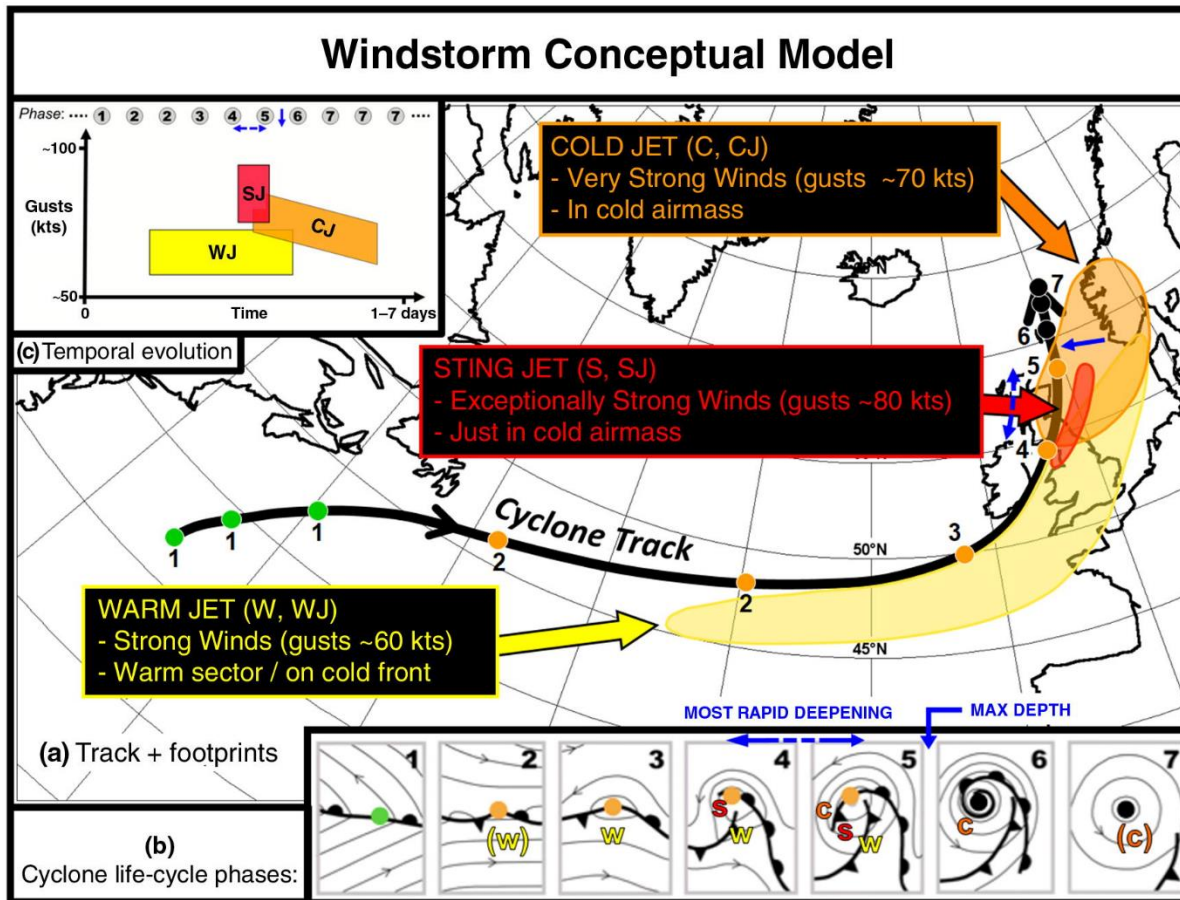 Windstorm Conceptual Model
Phase: ···· 1 2 2 3 4 5 6 7 7 7 ····
~100
Gusts
(kts)
~50
SJ
CJ
WJ
0
Time
1–7 days
(c) Temporal evolution
COLD JET (C, CJ)
- Very Strong Winds (gusts ~70 kts)
- In cold airmass
STING JET (S, SJ)
- Exceptionally Strong Winds (gusts ~80 kts)
- Just in cold airmass
7
6
5
4
3
2
2
1
1
1
Cyclone Track
50°N
45°N
WARM JET (W, WJ)
- Strong Winds (gusts ~60 kts)
- Warm sector / on cold front
(a) Track + footprints
MOST RAPID DEEPENING
MAX DEPTH
(b)
Cyclone life-cycle phases:
1
2
(w)
3
w
4
s
w
5
c
s
w
6
c
7
(c)